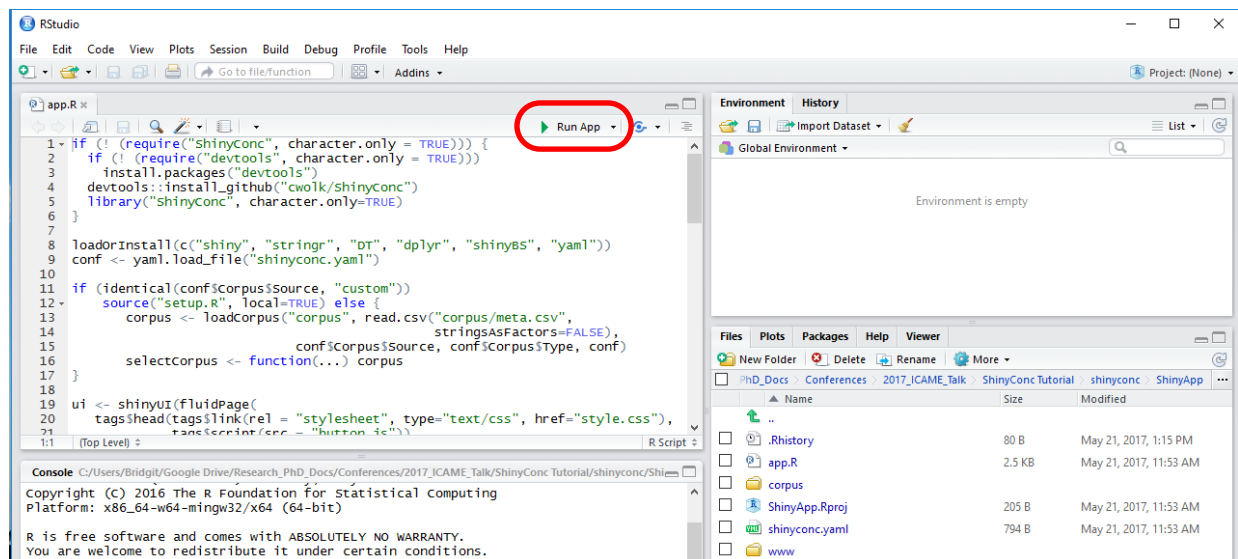 RStudio
File Edit Code View Plots Session Build Debug Profile Tools Help
Go to file/function Addins Project: (None)
app.R
Run App
1 if (! (require("ShinyConc", character.only = TRUE))) {
2 if (! (require("devtools", character.only = TRUE)))
3 install.packages("devtools")
4 devtools::install_github("cwolk/ShinyConc")
5 library("ShinyConc", character.only=TRUE)
6 }
7
8 loadOrInstall(c("shiny", "stringr", "DT", "dplyr", "shinyBS", "yaml"))
9 conf <- yaml.load_file("shinyconc.yaml")
10
11 if (identical(conf$Corpus$Source, "custom"))
12 source("setup.R", local=TRUE) else {
13 corpus <- loadCorpus("corpus", read.csv("corpus/meta.csv",
14 stringsAsFactors=FALSE),
15 conf$Corpus$Source, conf$Corpus$Type, conf)
16 selectCorpus <- function(...) corpus
17 }
18
19 ui <- shinyUI(fluidPage(
20 tags$head(tags$link(rel = "stylesheet", type="text/css", href="style.css"),
21 tags$script(src = "button.js"))
1:1 (Top Level) R Script
Console C:/Users/Bridgit/Google Drive/Research_PhD_Docs/Conferences/2017_ICAME_Talk/ShinyConc Tutorial/shinyconc/Shi
Copyright (C) 2016 The R Foundation for Statistical Computing
Platform: x86_64-w64-mingw32/x64 (64-bit)
R is free software and comes with ABSOLUTELY NO WARRANTY.
You are welcome to redistribute it under certain conditions.
Environment History
Import Dataset List
Global Environment
Environment is empty
Files Plots Packages Help Viewer
New Folder Delete Rename More
PhD_Docs Conferences 2017_ICAME_Talk ShinyConc Tutorial shinyconc ShinyApp ...
Name Size Modified
..
.Rhistory 80 B May 21, 2017, 1:15 PM
app.R 2.5 KB May 21, 2017, 11:53 AM
corpus
ShinyApp.Rproj 205 B May 21, 2017, 11:53 AM
shinyconc.yaml 794 B May 21, 2017, 11:53 AM
www